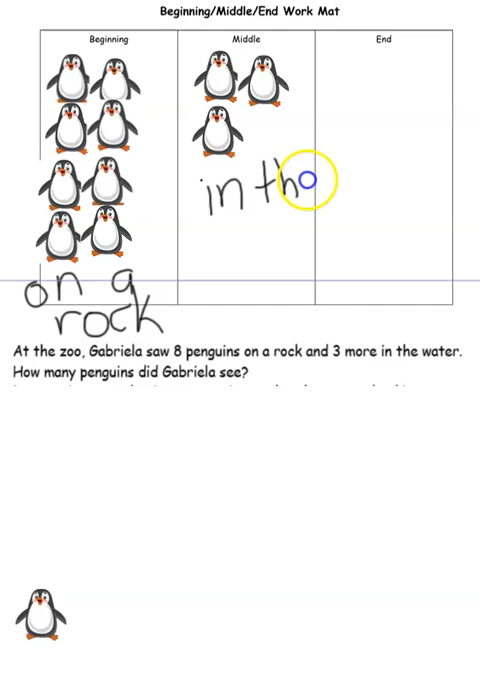 Beginning/Middle/End Work Mat
Beginning Middle End
in th
on a
rock
At the zoo, Gabriela saw 8 penguins on a rock and 3 more in the water.
How many penguins did Gabriela see?